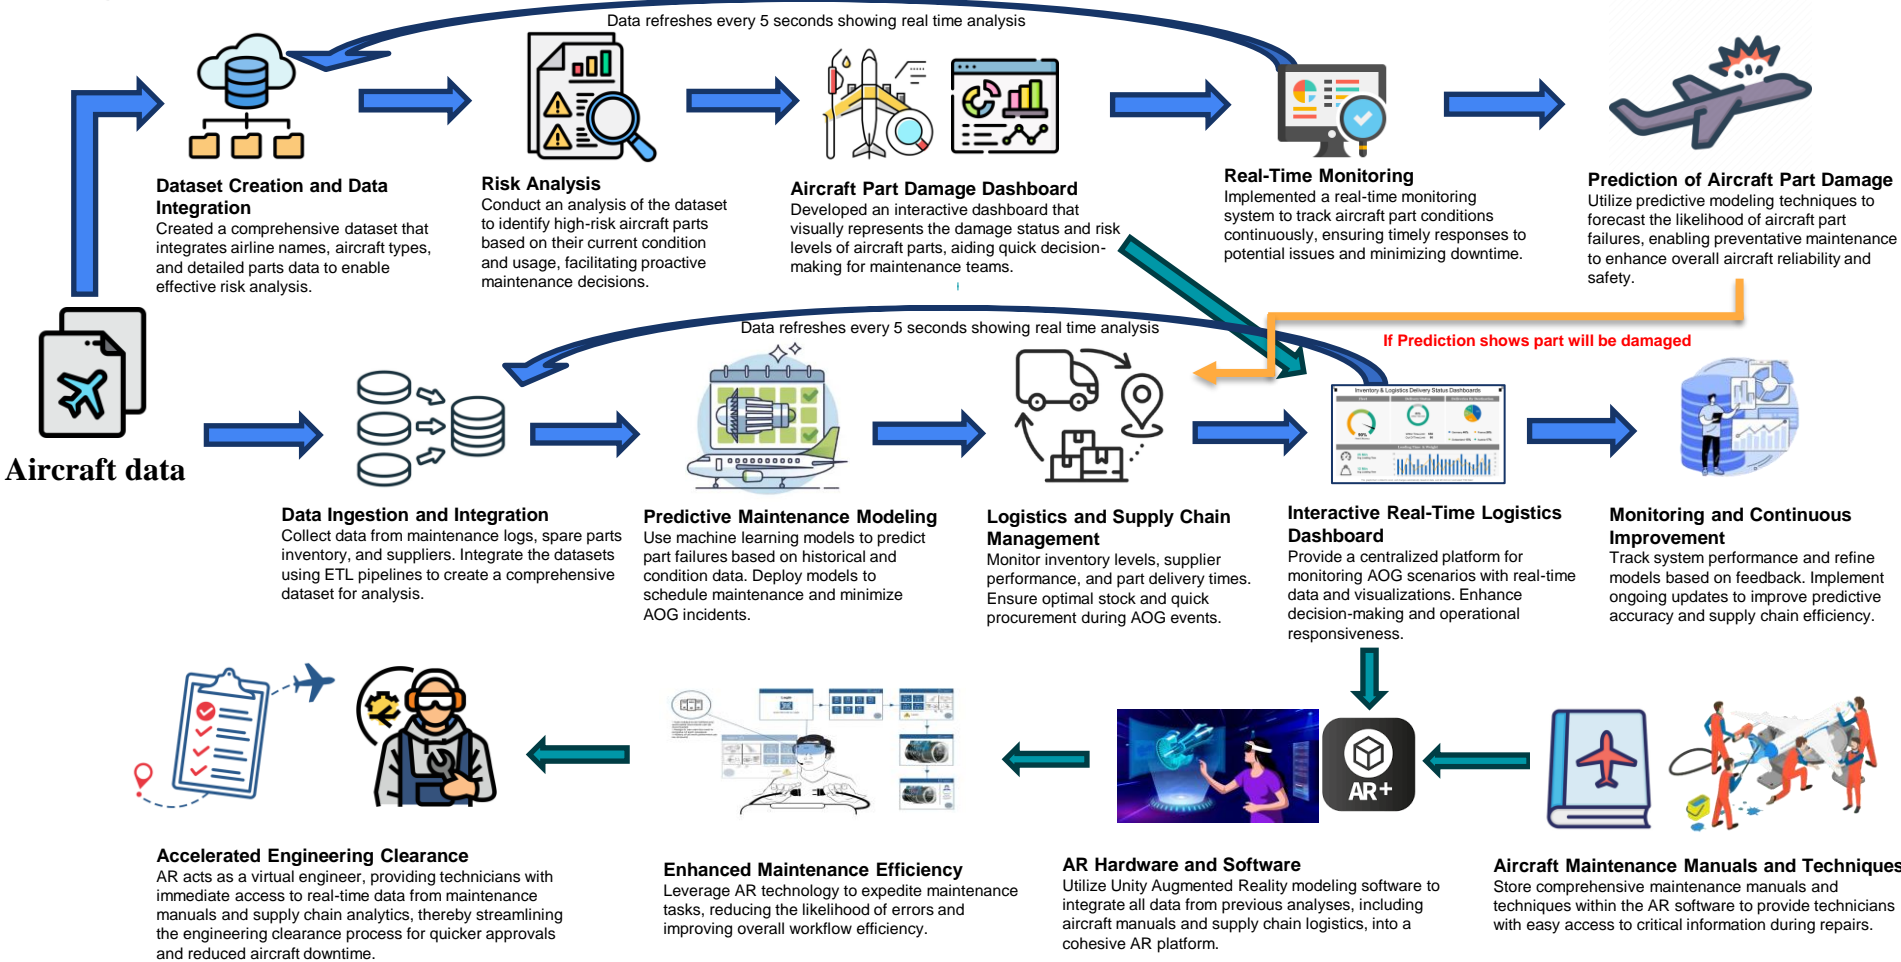 Data refreshes every 5 seconds showing real time analysis
Dataset Creation and Data
Integration
Created a comprehensive dataset that
integrates airline names, aircraft types,
and detailed parts data to enable
effective risk analysis.
Risk Analysis
Conduct an analysis of the dataset
to identify high-risk aircraft parts
based on their current condition
and usage, facilitating proactive
maintenance decisions.
Aircraft Part Damage Dashboard
Developed an interactive dashboard that
visually represents the damage status and risk
levels of aircraft parts, aiding quick decision-
making for maintenance teams.
Real-Time Monitoring
Implemented a real-time monitoring
system to track aircraft part conditions
continuously, ensuring timely responses to
potential issues and minimizing downtime.
Prediction of Aircraft Part Damage
Utilize predictive modeling techniques to
forecast the likelihood of aircraft part
failures, enabling preventative maintenance
to enhance overall aircraft reliability and
safety.
Data refreshes every 5 seconds showing real time analysis
If Prediction shows part will be damaged
Aircraft data
Inventory & Logistics Delivery Status Dashboards
Data Ingestion and Integration
Collect data from maintenance logs, spare parts
inventory, and suppliers. Integrate the datasets
using ETL pipelines to create a comprehensive
dataset for analysis.
Predictive Maintenance Modeling
Use machine learning models to predict
part failures based on historical and
condition data. Deploy models to
schedule maintenance and minimize
AOG incidents.
Logistics and Supply Chain
Management
Monitor inventory levels, supplier
performance, and part delivery times.
Ensure optimal stock and quick
procurement during AOG events.
Interactive Real-Time Logistics
Dashboard
Provide a centralized platform for
monitoring AOG scenarios with real-time
data and visualizations. Enhance
decision-making and operational
responsiveness.
Monitoring and Continuous
Improvement
Track system performance and refine
models based on feedback. Implement
ongoing updates to improve predictive
accuracy and supply chain efficiency.
AR+
Accelerated Engineering Clearance
AR acts as a virtual engineer, providing technicians with
immediate access to real-time data from maintenance
manuals and supply chain analytics, thereby streamlining
the engineering clearance process for quicker approvals
and reduced aircraft downtime.
Enhanced Maintenance Efficiency
Leverage AR technology to expedite maintenance
tasks, reducing the likelihood of errors and
improving overall workflow efficiency.
AR Hardware and Software
Utilize Unity Augmented Reality modeling software to
integrate all data from previous analyses, including
aircraft manuals and supply chain logistics, into a
cohesive AR platform.
Aircraft Maintenance Manuals and Techniques
Store comprehensive maintenance manuals and
techniques within the AR software to provide technicians
with easy access to critical information during repairs.